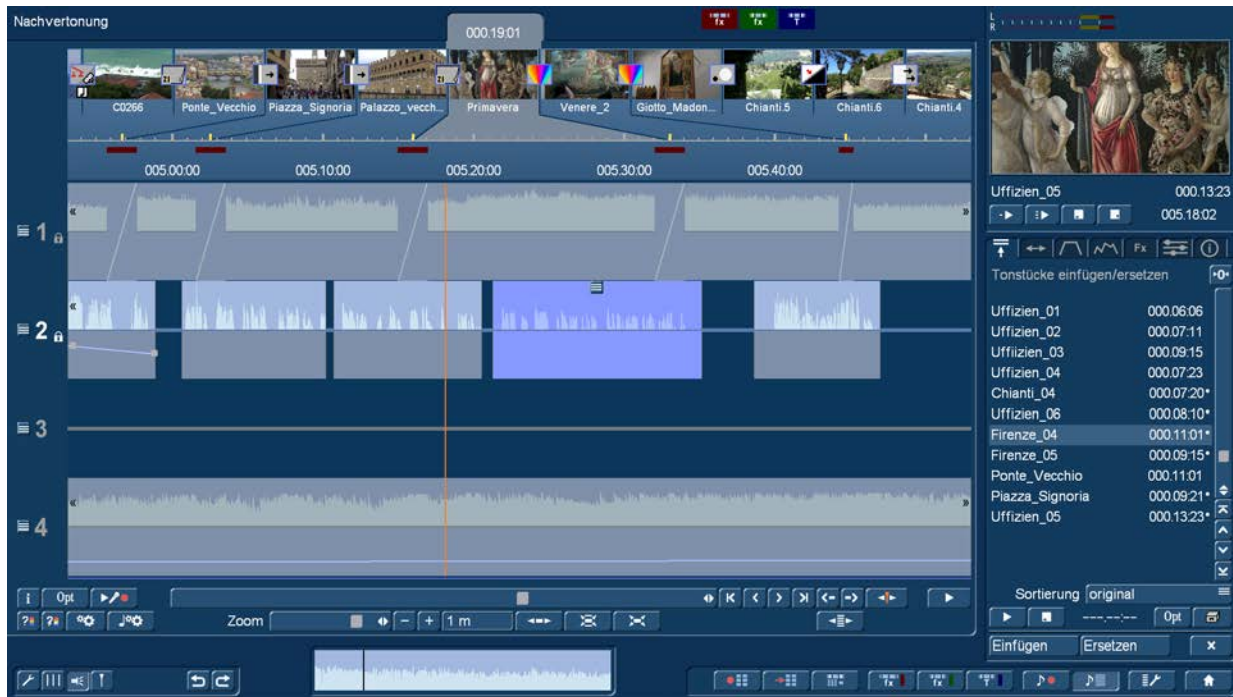 Nachvertonung
000.19:01
fx
fx
T
L
R
C0266
Ponte_Vecchio
Piazza_Signoria
Palazzo_vecch...
Primavera
Venere_2
Giotto_Madon...
Chianti.5
Chianti.6
Chianti.4
005.00:00
005.10:00
005.20:00
005.30:00
005.40:00
1
2
3
4
Uffizien_05 000.13:23
005.18:02
Fx
Tonstücke einfügen/ersetzen
Uffizien_01 000.06:06
Uffizien_02 000.07:11
Uffiizien_03 000.09:15
Uffizien_04 000.07:23
Chianti_04 000.07:20*
Uffizien_06 000.08:10*
Firenze_04 000.11:01*
Firenze_05 000.09:15*
Ponte_Vecchio 000.11:01
Piazza_Signoria 000.09:21*
Uffizien_05 000.13:23*
Sortierung original
---,--:-- Opt
Einfügen Ersetzen x
i Opt
Zoom - + 1 m
fx
fx
T